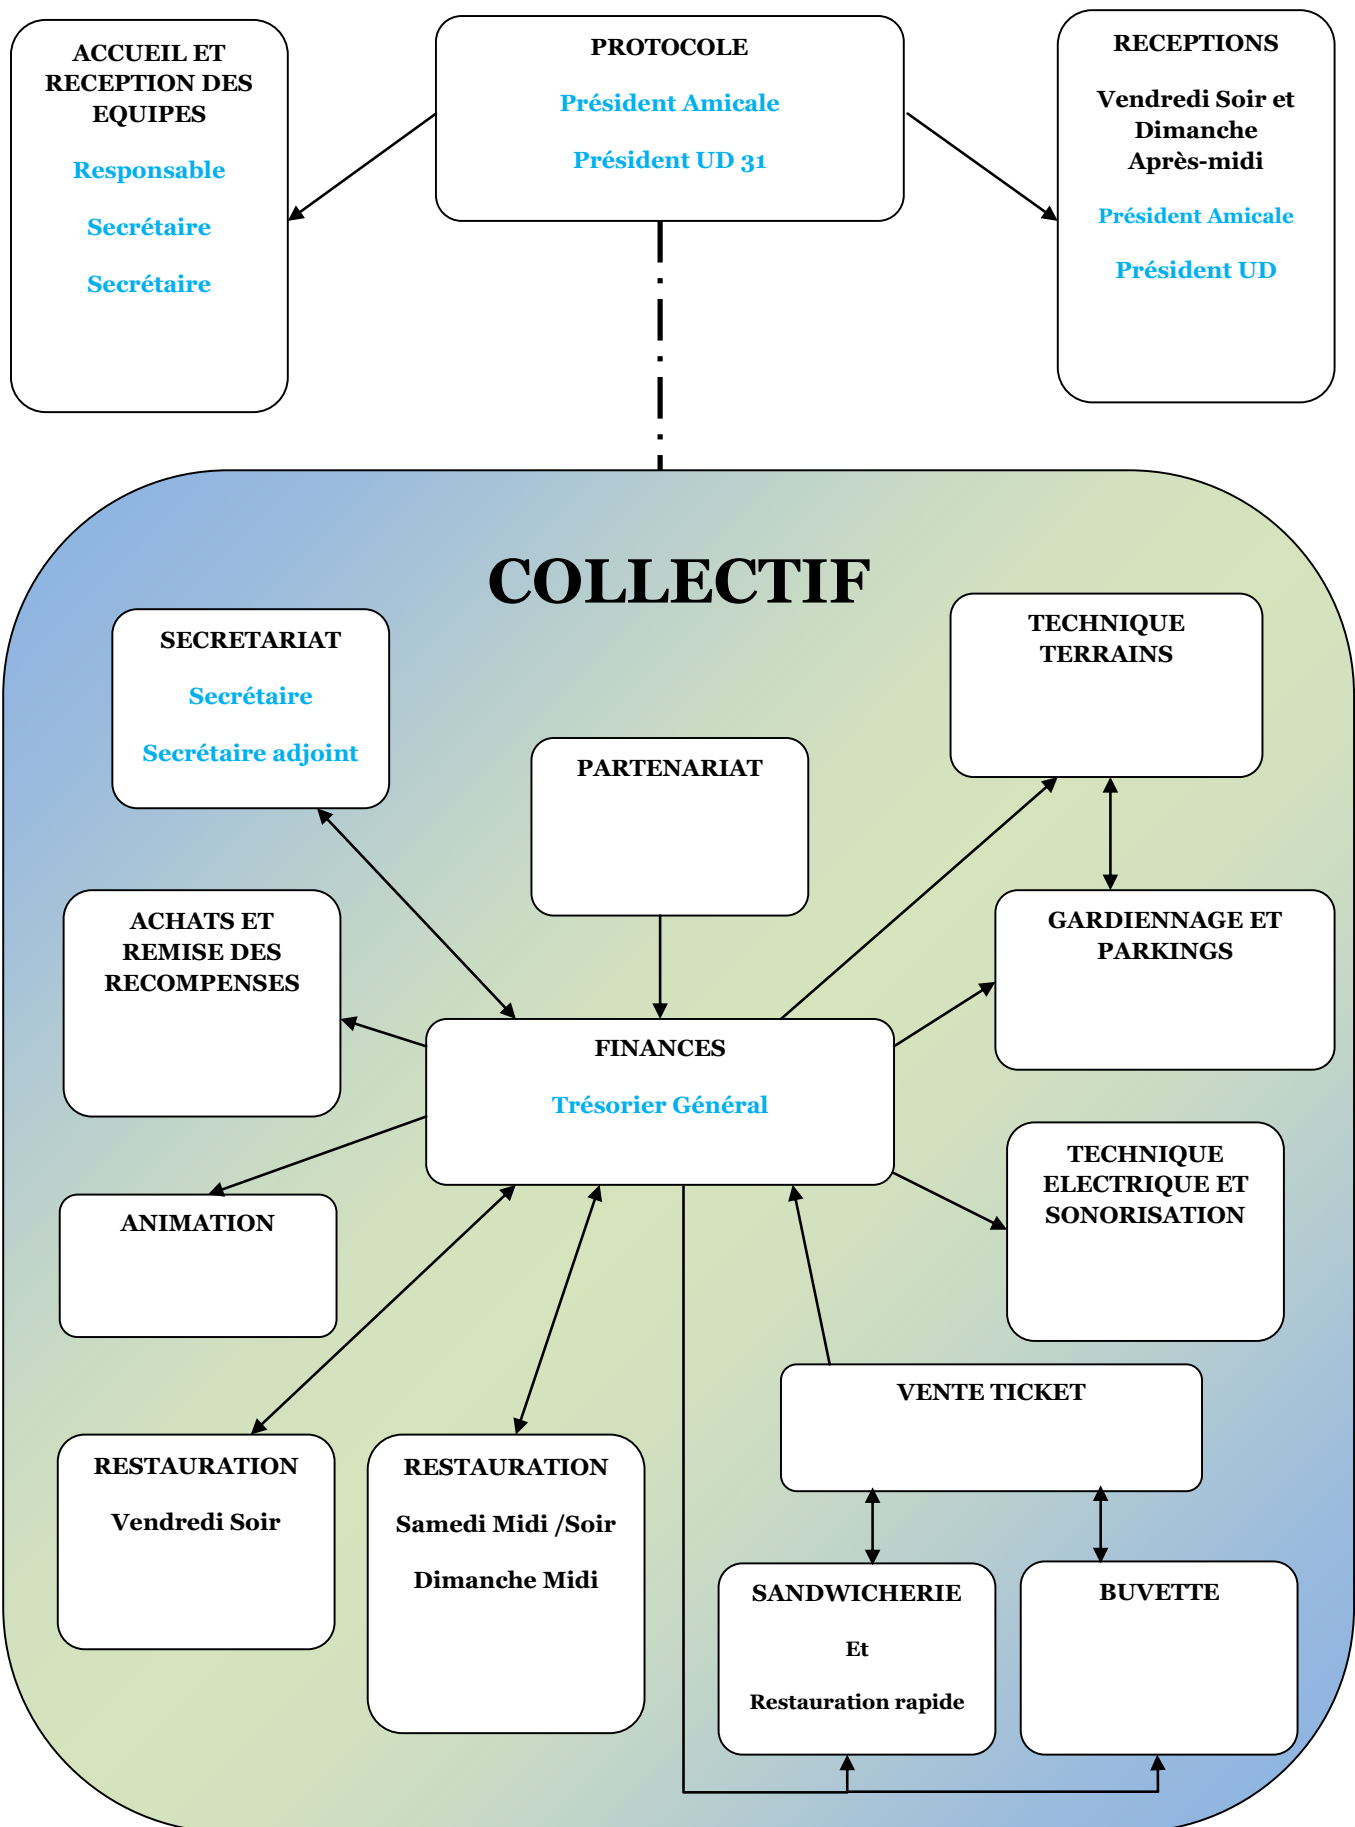 ACCUEIL ET
RECEPTION DES
EQUIPES
Responsable
Secrétaire
Secrétaire
PROTOCOLE
Président Amicale
Président UD 31
RECEPTIONS
Vendredi Soir et
Dimanche
Après-midi
Président Amicale
Président UD
COLLECTIF
SECRETARIAT
Secrétaire
Secrétaire adjoint
TECHNIQUE
TERRAINS
PARTENARIAT
ACHATS ET
REMISE DES
RECOMPENSES
GARDIENNAGE ET
PARKINGS
FINANCES
Trésorier Général
TECHNIQUE
ELECTRIQUE ET
SONORISATION
ANIMATION
VENTE TICKET
RESTAURATION
Vendredi Soir
RESTAURATION
Samedi Midi /Soir
Dimanche Midi
SANDWICHERIE
Et
Restauration rapide
BUVETTE